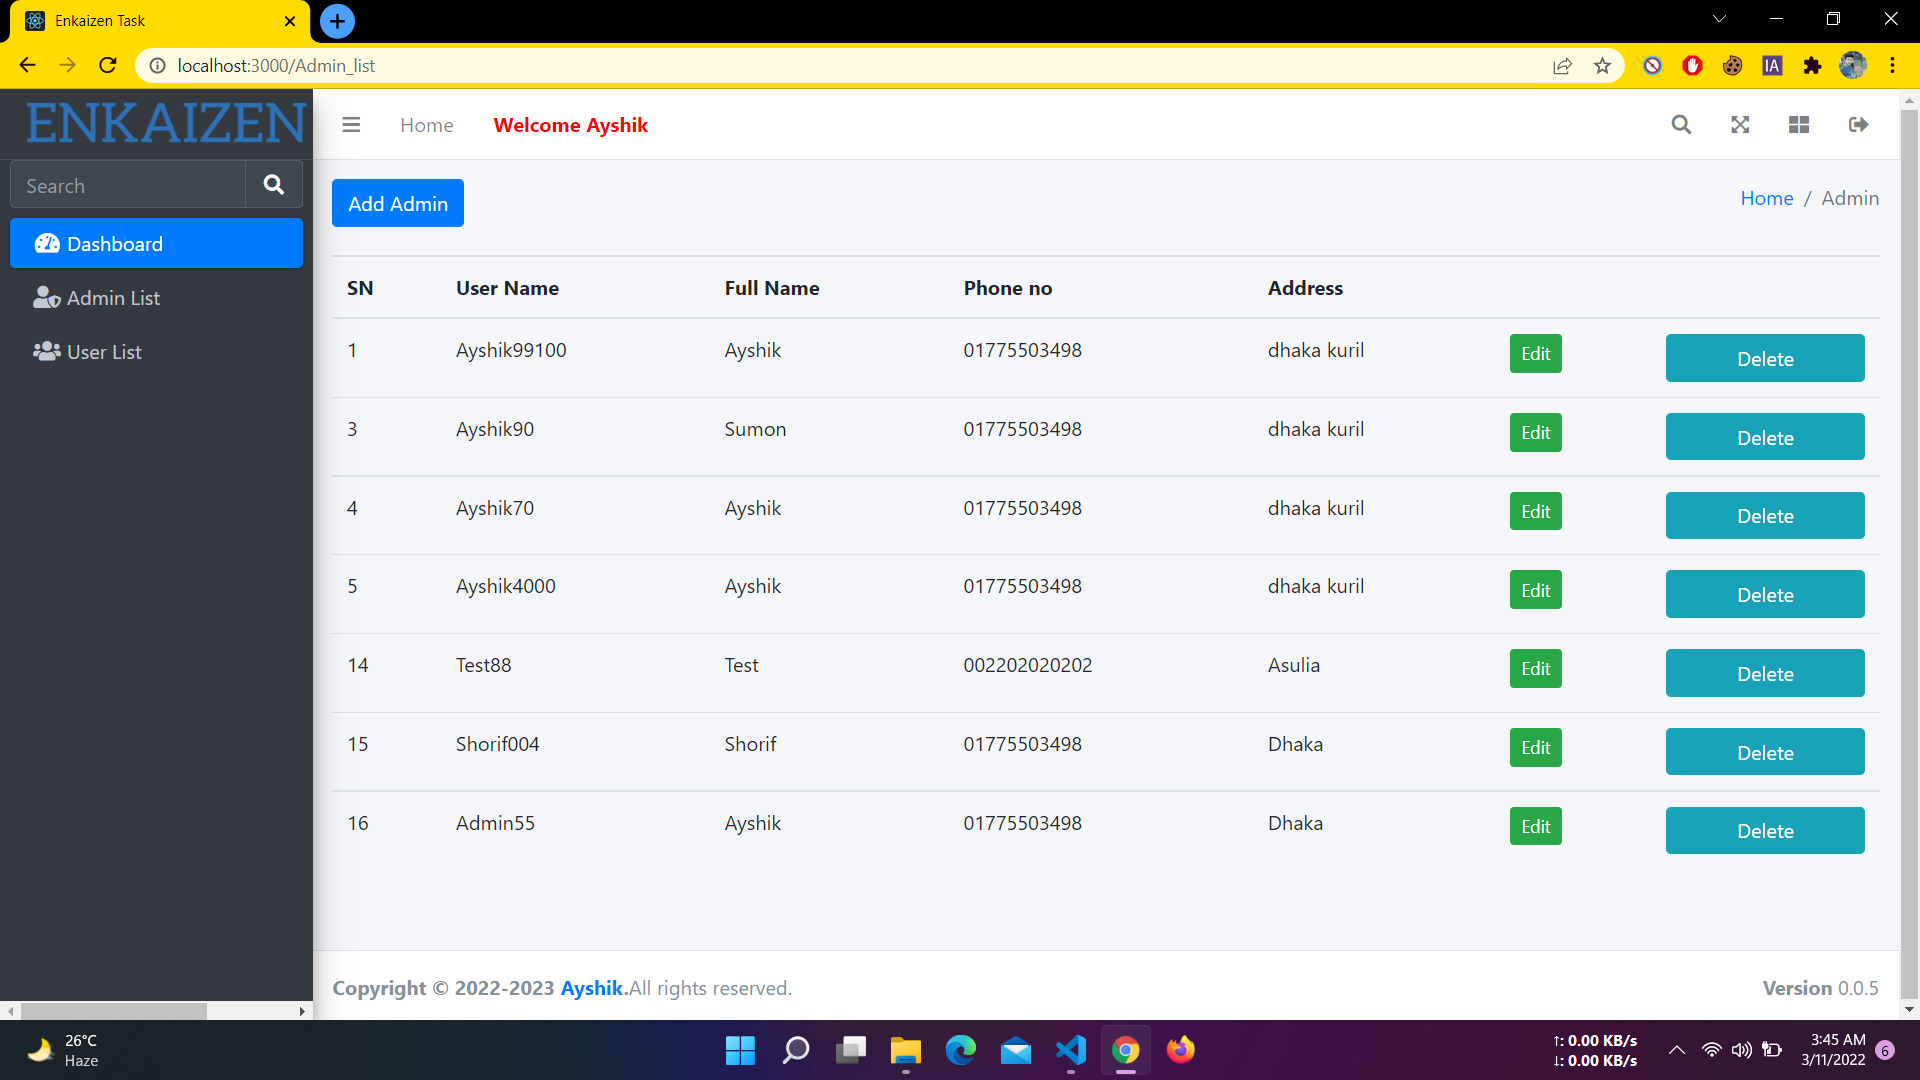 Enkaizen Task
localhost:3000/Admin_list
IA
ENKAIZEN
Home Welcome Ayshik
Search
Add Admin
Home / Admin
Dashboard
Admin List
User List
SN User Name Full Name Phone no Address
1 Ayshik99100 Ayshik 01775503498 dhaka kuril Edit Delete
3 Ayshik90 Sumon 01775503498 dhaka kuril Edit Delete
4 Ayshik70 Ayshik 01775503498 dhaka kuril Edit Delete
5 Ayshik4000 Ayshik 01775503498 dhaka kuril Edit Delete
14 Test88 Test 002202020202 Asulia Edit Delete
15 Shorif004 Shorif 01775503498 Dhaka Edit Delete
16 Admin55 Ayshik 01775503498 Dhaka Edit Delete
Copyright © 2022-2023 Ayshik.All rights reserved.
Version 0.0.5
26°C
Haze
↑: 0.00 KB/s
↓: 0.00 KB/s
3:45 AM
3/11/2022
6